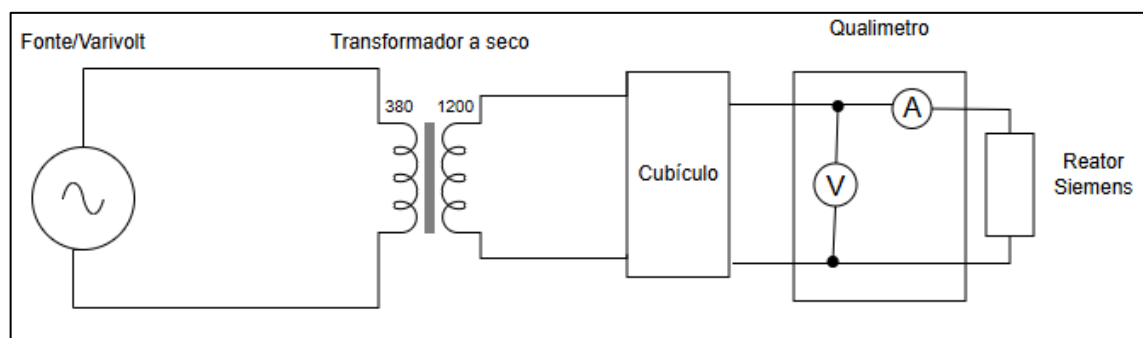 Fonte/Varivolt
Transformador a seco
Qualimetro
380
1200
A
Cubículo
V
Reator
Siemens